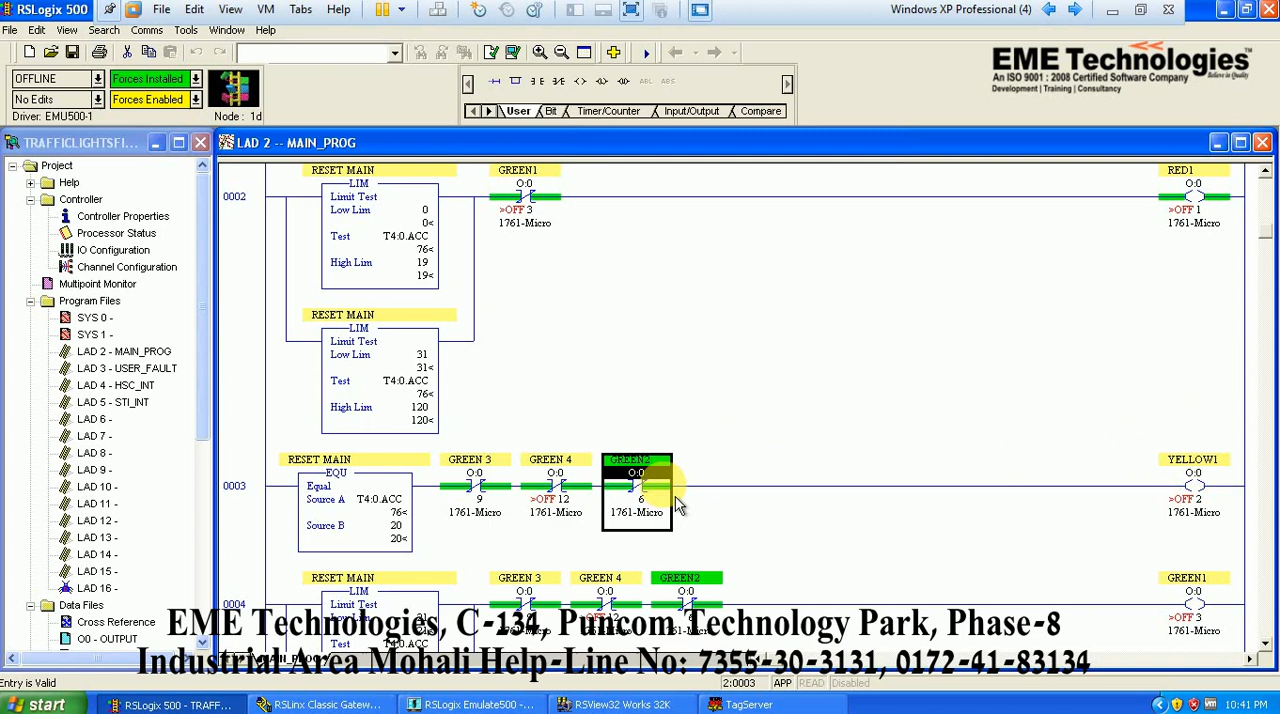 RSLogix 500 File Edit View VM Tabs Help Windows XP Professional (4)
File Edit View Search Comms Tools Window Help
EME Technologies
Believe in Quality
An ISO 9001 : 2008 Certified Software Company
Development | Training | Consultancy
OFFLINE Forces Installed
No Edits Forces Enabled
Driver: EMU500-1 Node : 1d
ABL ABS
User Bit Timer/Counter Input/Output Compare
TRAFFICLIGHTSFI...
LAD 2 -- MAIN_PROG
Project
Help
Controller
Controller Properties
Processor Status
IO Configuration
Channel Configuration
Multipoint Monitor
Program Files
SYS 0 -
SYS 1 -
LAD 2 - MAIN_PROG
LAD 3 - USER_FAULT
LAD 4 - HSC_INT
LAD 5 - STI_INT
LAD 6 -
LAD 7 -
LAD 8 -
LAD 9 -
LAD 10 -
LAD 11 -
LAD 12 -
LAD 13 -
LAD 14 -
LAD 15 -
LAD 16 -
Data Files
Cross Reference
O0 - OUTPUT
RESET MAIN GREEN1 RED1
LIM O:0 O:0
0002 Limit Test
Low Lim 0 >OFF 3 >OFF 1
0< 1761-Micro 1761-Micro
Test T4:0.ACC
76<
High Lim 19
19<
RESET MAIN
LIM
Limit Test
Low Lim 31
31<
Test T4:0.ACC
76<
High Lim 120
120<
RESET MAIN GREEN 3 GREEN 4 GREEN2 YELLOW1
EQU O:0 O:0 O:0 O:0
0003 Equal
Source A T4:0.ACC 9 >OFF 12 6 >OFF 2
76< 1761-Micro 1761-Micro 1761-Micro 1761-Micro
Source B 20
20<
RESET MAIN GREEN 3 GREEN 4 GREEN2 GREEN1
LIM O:0 O:0 O:0 O:0
0004 Limit Test
EME Technologies, C-134, Puncom Technology Park, Phase-8
Industrial Area Mohali Help-Line No: 7355-30-3131, 0172-41-83134
Entry is Valid 2:0003 APP READ Disabled
start RSLogix 500 - TRAFF... RSLinx Classic Gatew... RSLogix Emulate500 -... RSView32 Works 32K TagServer 10:41 PM